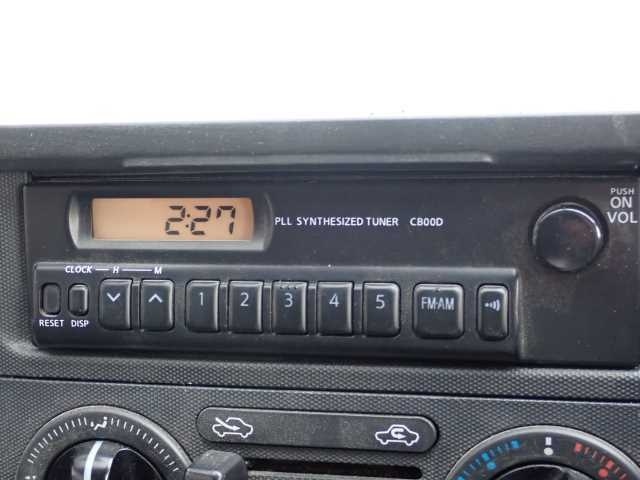 PUSH
ON
VOL
2:27
PLL SYNTHESIZED TUNER CB00D
CLOCK H M
RESET DISP
1 2 3 4 5 FM·AM